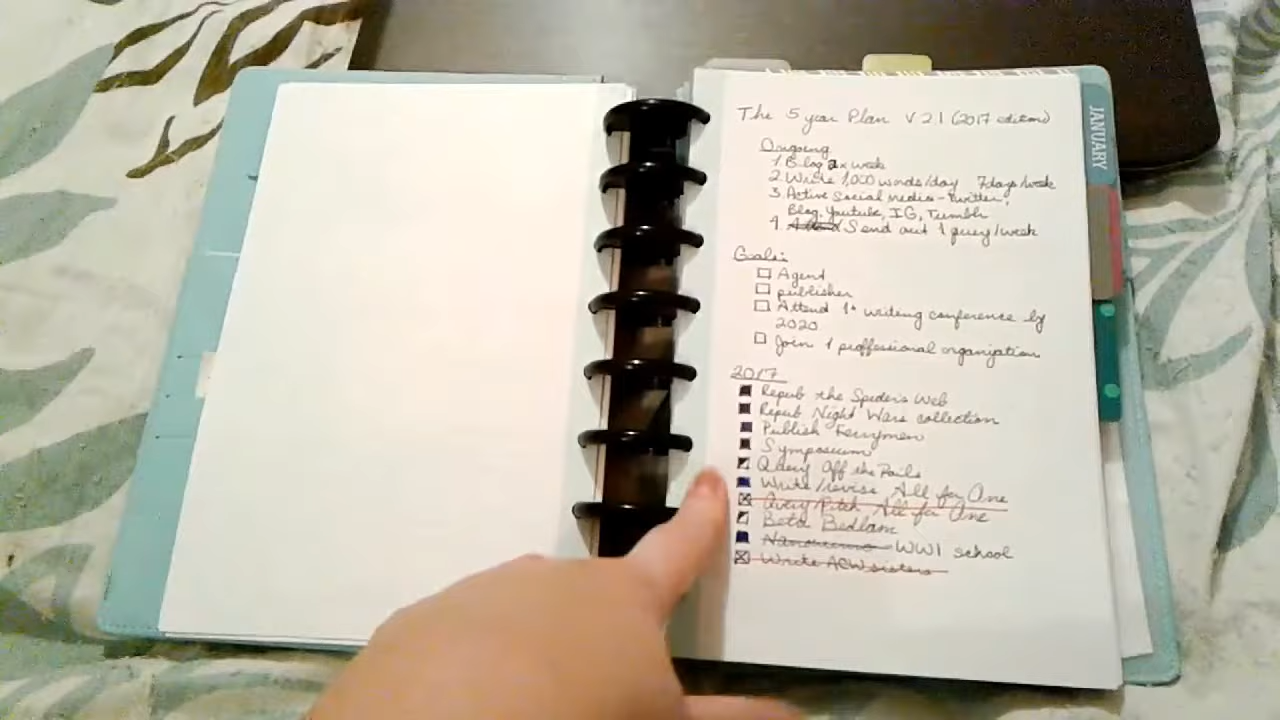 The 5 year Plan V 2.1 (2017 edition)
JANUARY
Ongoing
1. Blog 2x week
2. Write 1,000 words/day 7days/week
3. Active social media - twitter,
Blog, Youtube, IG, Tumblr
4. Send out 1 query/week
Goals:
Agent
publisher
Attend 1 writing conference by
2020
Join 1 proffessional organization
2017
Repub the Spider's Web
Repub Night Wars collection
Publish Ferrymen
Symposium
Query Off the Rails
Write/revise All for One
Query/Pitch All for One
Beta Bedlam
Nanowrimo WW1 school
Write ACW sisters